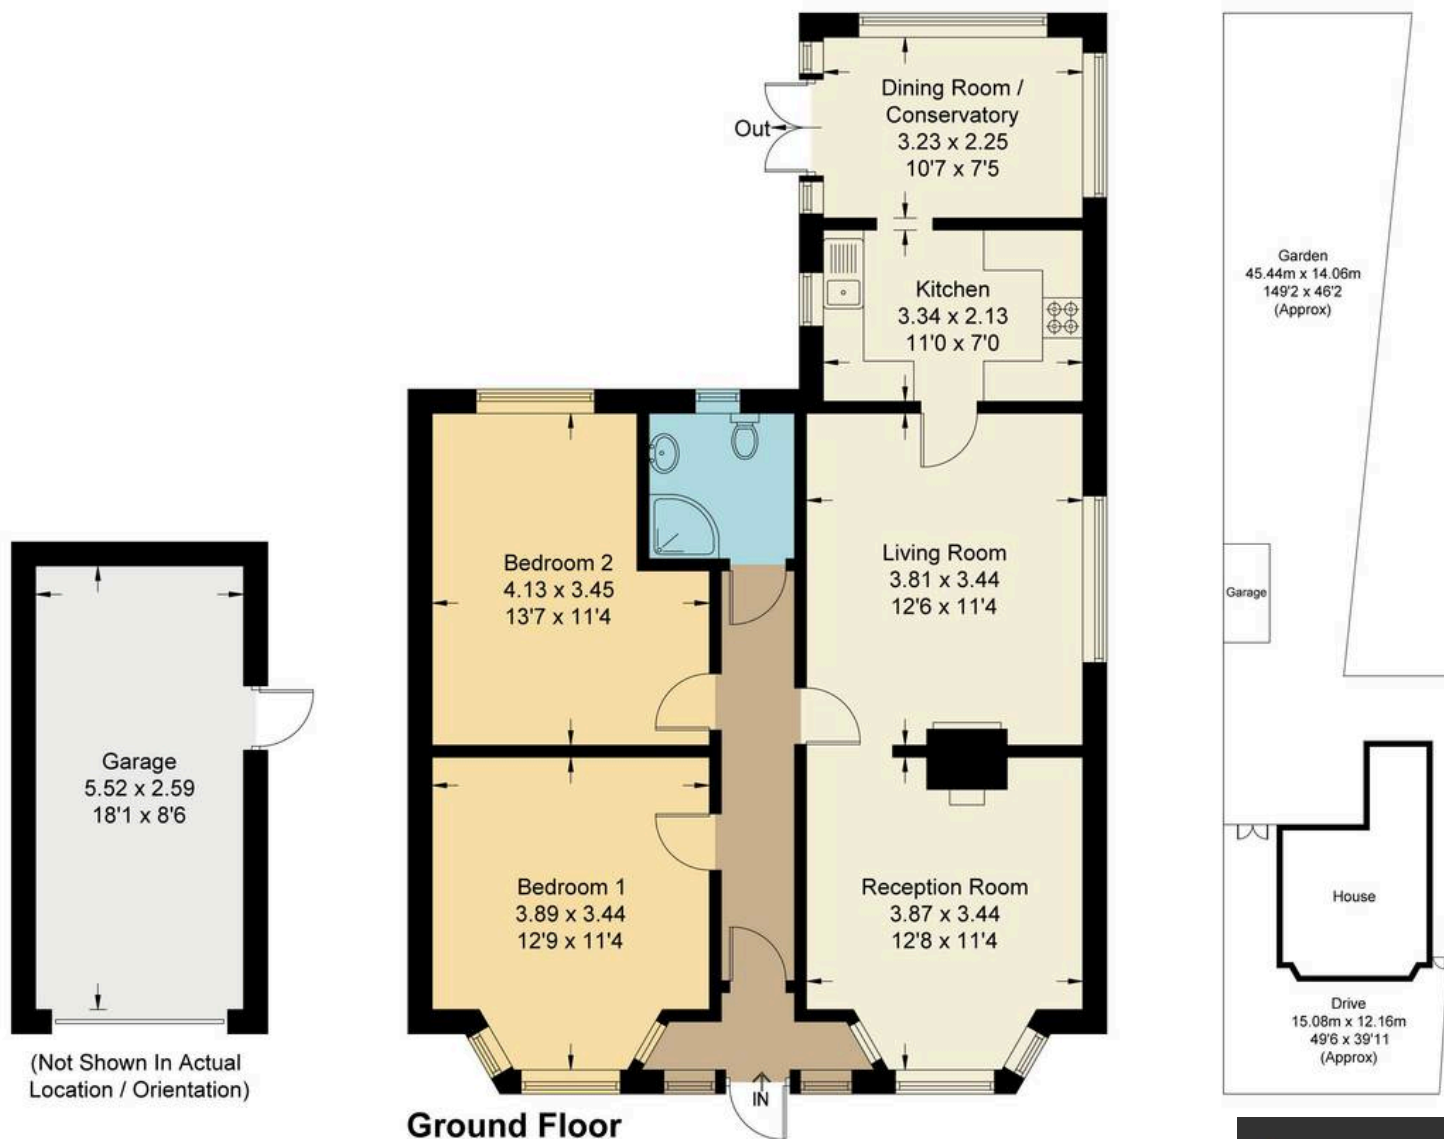 Dining Room /
Conservatory
3.23 x 2.25
10'7 x 7'5
Out
Kitchen
3.34 x 2.13
11'0 x 7'0
Living Room
3.81 x 3.44
12'6 x 11'4
Bedroom 2
4.13 x 3.45
13'7 x 11'4
Bedroom 1
3.89 x 3.44
12'9 x 11'4
Reception Room
3.87 x 3.44
12'8 x 11'4
IN
Ground Floor
Garage
5.52 x 2.59
18'1 x 8'6
(Not Shown In Actual
Location / Orientation)
Garden
45.44m x 14.06m
149'2 x 46'2
(Approx)
Garage
House
Drive
15.08m x 12.16m
49'6 x 39'11
(Approx)